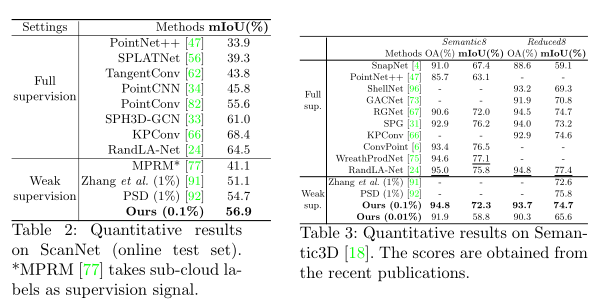 Settings Methods mIoU(%)
Full supervision
PointNet++ [47] 33.9
SPLATNet [56] 39.3
TangentConv [62] 43.8
PointCNN [34] 45.8
PointConv [82] 55.6
SPH3D-GCN [33] 61.0
KPConv [66] 68.4
RandLA-Net [24] 64.5
Weak supervision
MPRM* [77] 41.1
Zhang et al. (1%) [91] 51.1
PSD (1%) [92] 54.7
Ours (0.1%) 56.9
Table 2: Quantitative results
on ScanNet (online test set).
*MPRM [77] takes sub-cloud la-
bels as supervision signal.
Semantic8 Reduced8
Methods OA(%) mIoU(%) OA(%) mIoU(%)
Full sup.
SnapNet [4] 91.0 67.4 88.6 59.1
PointNet++ [47] 85.7 63.1 - -
ShellNet [96] - - 93.2 69.3
GACNet [73] - - 91.9 70.8
RGNet [67] 90.6 72.0 94.5 74.7
SPG [31] 92.9 76.2 94.0 73.2
KPConv [66] - - 92.9 74.6
ConvPoint [6] 93.4 76.5 - -
WreathProdNet [75] 94.6 77.1 - -
RandLA-Net [24] 95.0 75.8 94.8 77.4
Weak sup.
Zhang et al. (1%) [91] - - - 72.6
PSD (1%) [92] - - - 75.8
Ours (0.1%) 94.8 72.3 93.7 74.7
Ours (0.01%) 91.9 58.8 90.3 65.6
Table 3: Quantitative results on Seman-
tic3D [18]. The scores are obtained from
the recent publications.